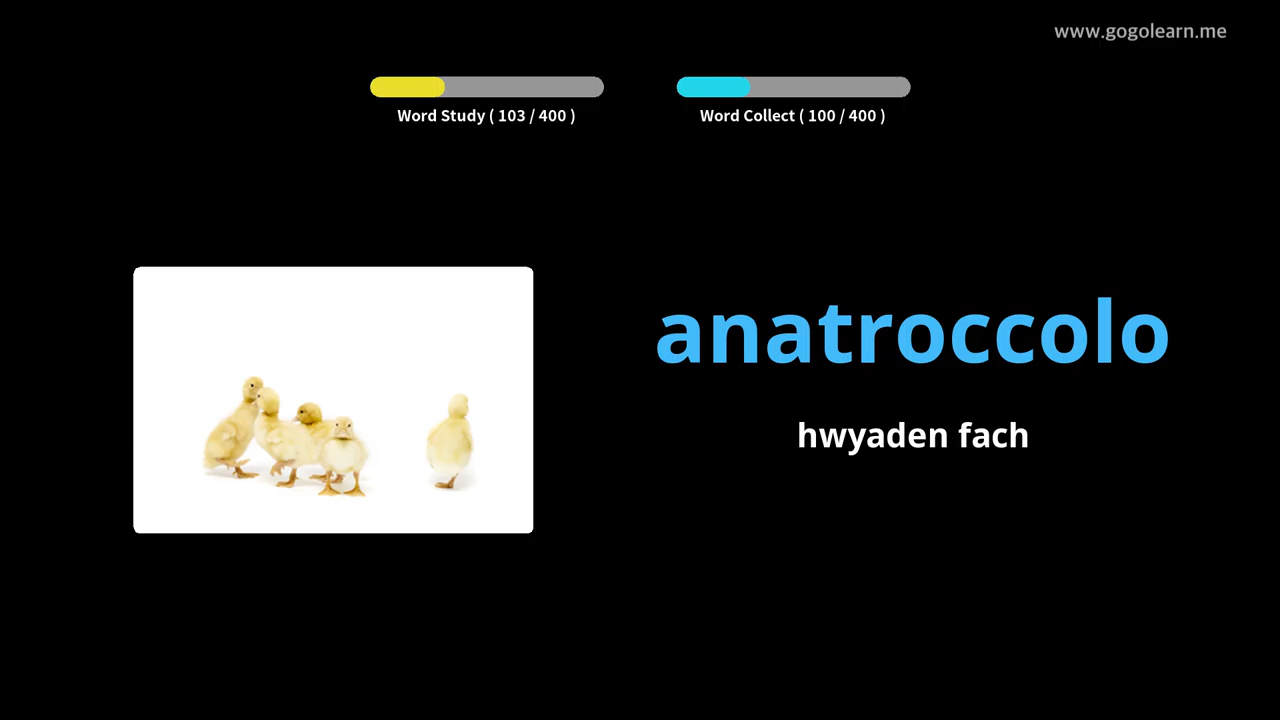 www.gogolearn.me
Word Study ( 103 / 400 )
Word Collect ( 100 / 400 )
anatroccolo
hwyaden fach